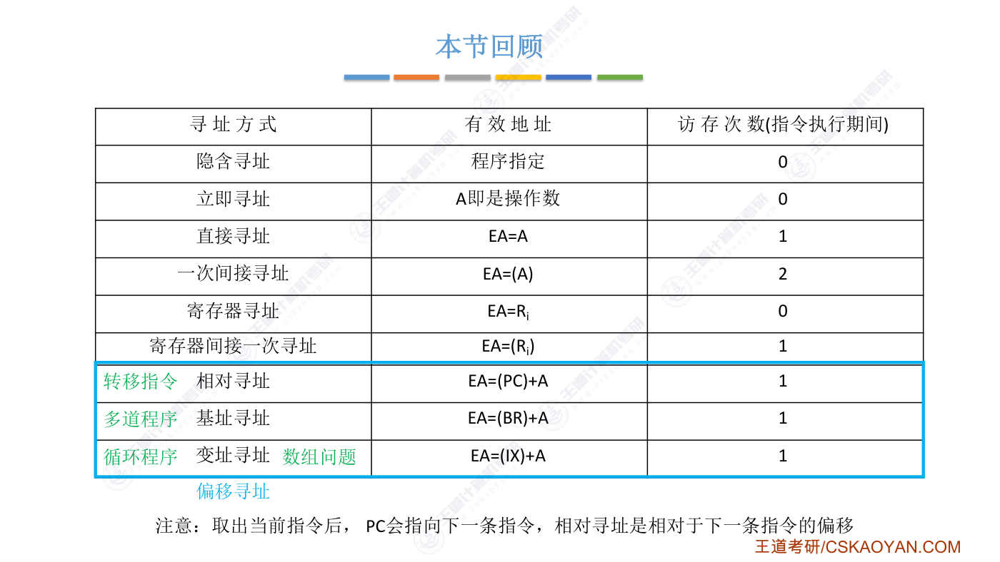 本节回顾
寻 址 方 式 有 效 地 址 访 存 次 数(指令执行期间)
隐含寻址 程序指定 0
立即寻址 A即是操作数 0
直接寻址 EA=A 1
一次间接寻址 EA=(A) 2
寄存器寻址 EA=Ri 0
寄存器间接一次寻址 EA=(Ri) 1
转移指令 相对寻址 EA=(PC)+A 1
多道程序 基址寻址 EA=(BR)+A 1
循环程序 变址寻址 数组问题 EA=(IX)+A 1
偏移寻址
注意：取出当前指令后， PC会指向下一条指令，相对寻址是相对于下一条指令的偏移
王道考研/CSKAOYAN.COM